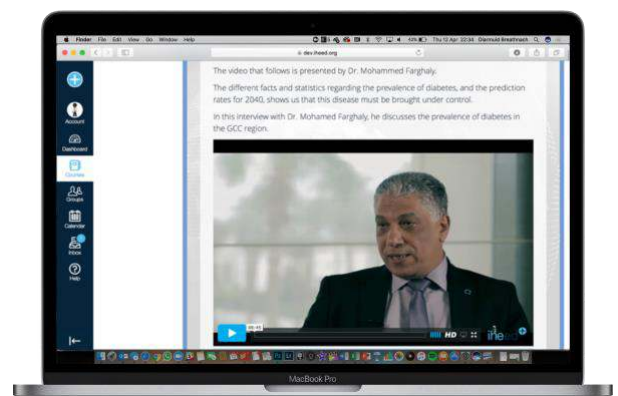 Finder File Edit View Go Window Help
Thu 12 Apr 22:34 Diarmuid Breathnach
dev.iheed.org
The video that follows is presented by Dr. Mohammed Farghaly.
The different facts and statistics regarding the prevalence of diabetes, and the prediction
rates for 2040, shows us that this disease must be brought under control.
In this interview with Dr. Mohamed Farghaly, he discusses the prevalence of diabetes in
the GCC region.
Account
Dashboard
Courses
Groups
Calendar
Inbox
Help
HD
MacBook Pro